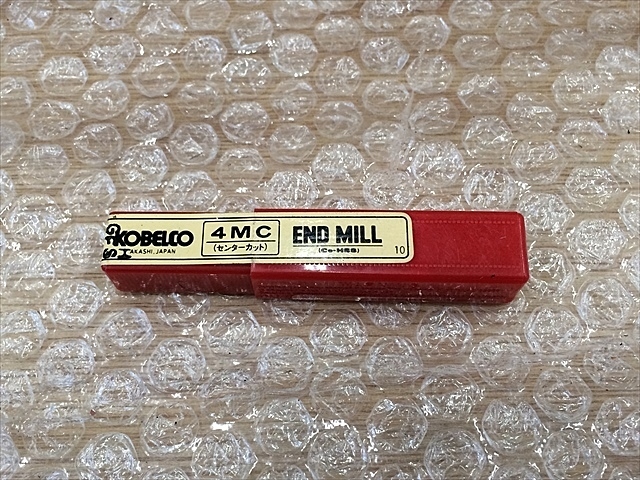 KOBELCO
AKASHI, JAPAN
4MC
(センターカット)
END MILL
(Co-HSS)
10